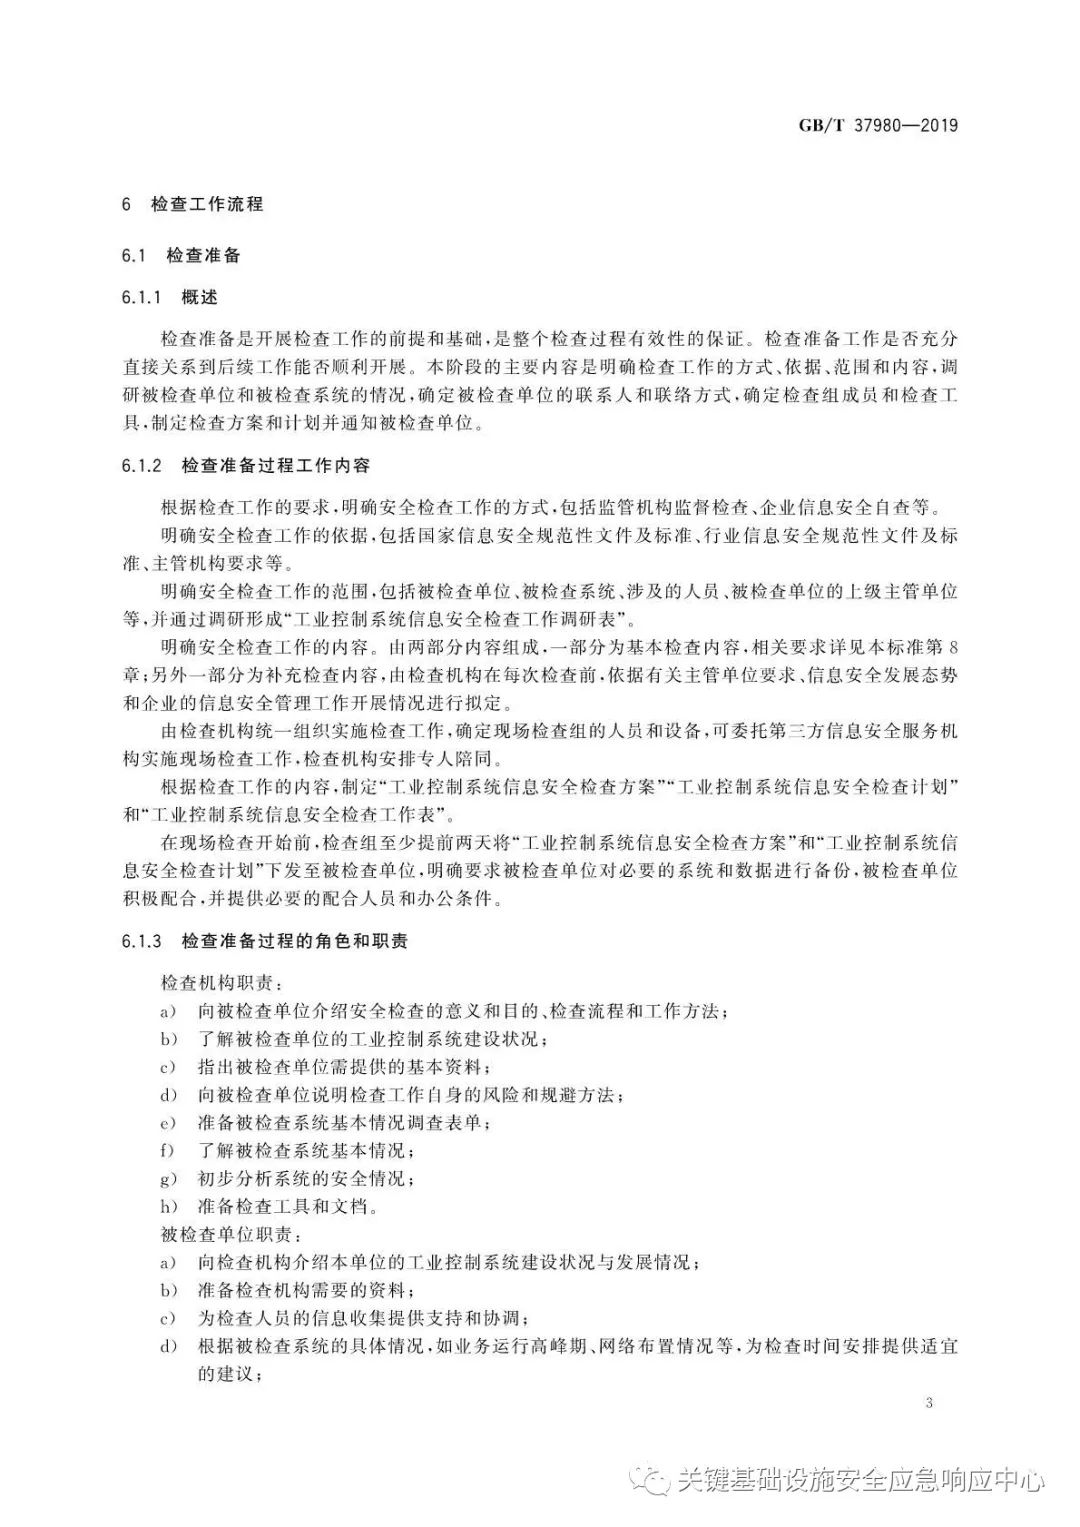 GB/T 37980—2019
6 检查工作流程
6.1 检查准备
6.1.1 概述
检查准备是开展检查工作的前提和基础,是整个检查过程有效性的保证。检查准备工作是否充分
直接关系到后续工作能否顺利开展。本阶段的主要内容是明确检查工作的方式、依据、范围和内容,调
研被检查单位和被检查系统的情况,确定被检查单位的联系人和联络方式,确定检查组成员和检查工
具,制定检查方案和计划并通知被检查单位。
6.1.2 检查准备过程工作内容
根据检查工作的要求,明确安全检查工作的方式,包括监管机构监督检查、企业信息安全自查等。
明确安全检查工作的依据,包括国家信息安全规范性文件及标准、行业信息安全规范性文件及标
准、主管机构要求等。
明确安全检查工作的范围,包括被检查单位、被检查系统、涉及的人员、被检查单位的上级主管单位
等,并通过调研形成“工业控制系统信息安全检查工作调研表”。
明确安全检查工作的内容。由两部分内容组成,一部分为基本检查内容,相关要求详见本标准第 8
章;另外一部分为补充检查内容,由检查机构在每次检查前,依据有关主管单位要求、信息安全发展态势
和企业的信息安全管理工作开展情况进行拟定。
由检查机构统一组织实施检查工作,确定现场检查组的人员和设备,可委托第三方信息安全服务机
构实施现场检查工作,检查机构安排专人陪同。
根据检查工作的内容,制定“工业控制系统信息安全检查方案”“工业控制系统信息安全检查计划”
和“工业控制系统信息安全检查工作表”。
在现场检查开始前,检查组至少提前两天将“工业控制系统信息安全检查方案”和“工业控制系统信
息安全检查计划”下发至被检查单位,明确要求被检查单位对必要的系统和数据进行备份,被检查单位
积极配合,并提供必要的配合人员和办公条件。
6.1.3 检查准备过程的角色和职责
检查机构职责:
a) 向被检查单位介绍安全检查的意义和目的、检查流程和工作方法;
b) 了解被检查单位的工业控制系统建设状况;
c) 指出被检查单位需提供的基本资料;
d) 向被检查单位说明检查工作自身的风险和规避方法;
e) 准备被检查系统基本情况调查表单;
f) 了解被检查系统基本情况;
g) 初步分析系统的安全情况;
h) 准备检查工具和文档。
被检查单位职责:
a) 向检查机构介绍本单位的工业控制系统建设状况与发展情况;
b) 准备检查机构需要的资料;
c) 为检查人员的信息收集提供支持和协调;
d) 根据被检查系统的具体情况,如业务运行高峰期、网络布置情况等,为检查时间安排提供适宜
的建议;
3
关键基础设施安全应急响应中心